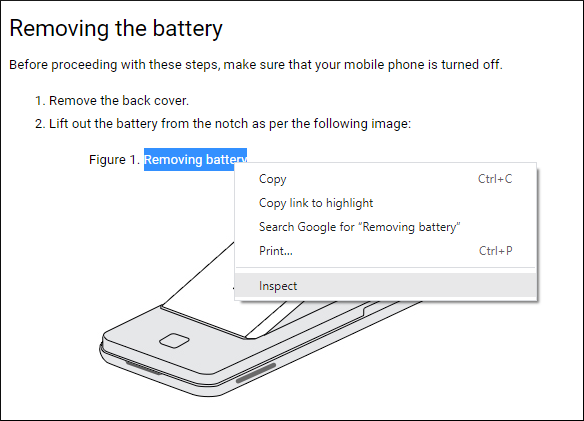 Removing the battery
Before proceeding with these steps, make sure that your mobile phone is turned off.
1. Remove the back cover.
2. Lift out the battery from the notch as per the following image:
Figure 1. Removing battery
Copy Ctrl+C
Copy link to highlight
Search Google for “Removing battery”
Print... Ctrl+P
Inspect